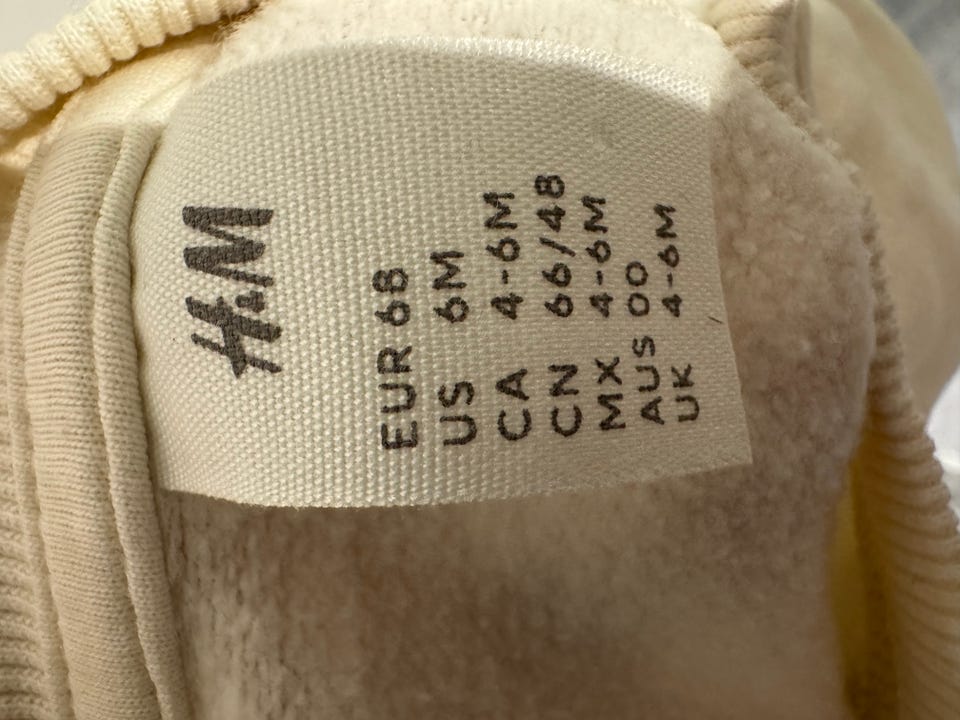 H&M
EUR 68
US 6M
CA 4-6M
CN 66/48
MX 4-6M
AUS 00
UK 4-6M